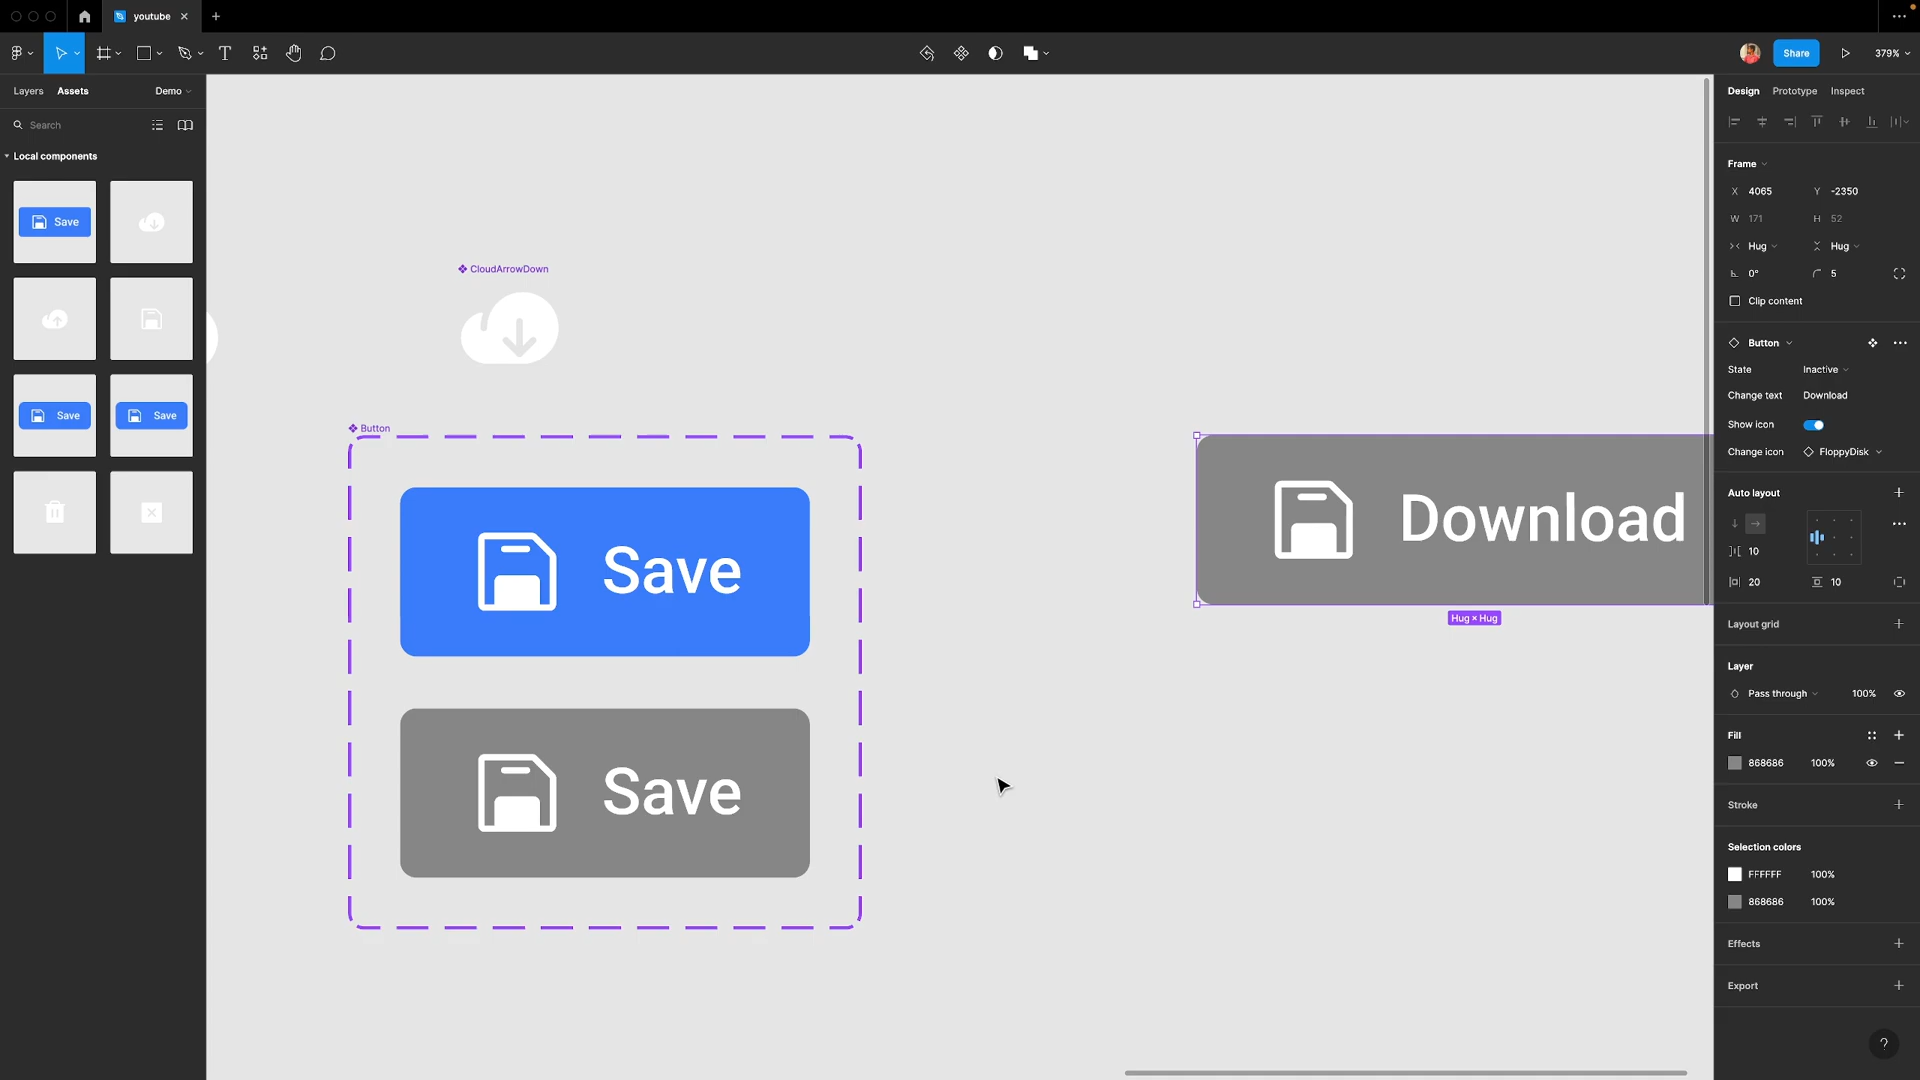 youtube
Share
379%
Layers
Assets
Demo
Search
Local components
Save
Save
Save
CloudArrowDown
Button
Save
Save
Download
Hug × Hug
Design
Prototype
Inspect
Frame
X 4065
Y -2350
W 171
H 52
Hug
Hug
0°
5
Clip content
Button
State
Inactive
Change text
Download
Show icon
Change icon
FloppyDisk
Auto layout
10
20
10
Layout grid
Layer
Pass through
100%
Fill
868686
100%
Stroke
Selection colors
FFFFFF
100%
868686
100%
Effects
Export
?